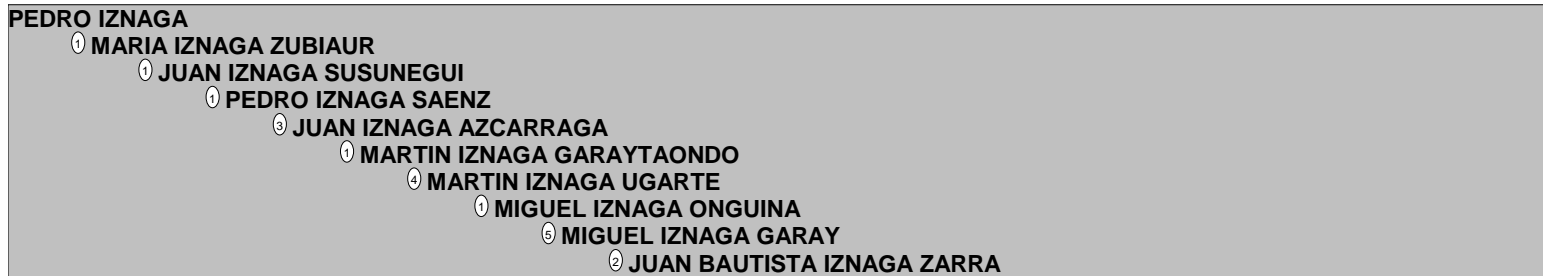 PEDRO IZNAGA
1 MARIA IZNAGA ZUBIAUR
1 JUAN IZNAGA SUSUNEGUI
1 PEDRO IZNAGA SAENZ
3 JUAN IZNAGA AZCARRAGA
1 MARTIN IZNAGA GARAYTAONDO
4 MARTIN IZNAGA UGARTE
1 MIGUEL IZNAGA ONGUINA
5 MIGUEL IZNAGA GARAY
2 JUAN BAUTISTA IZNAGA ZARRA